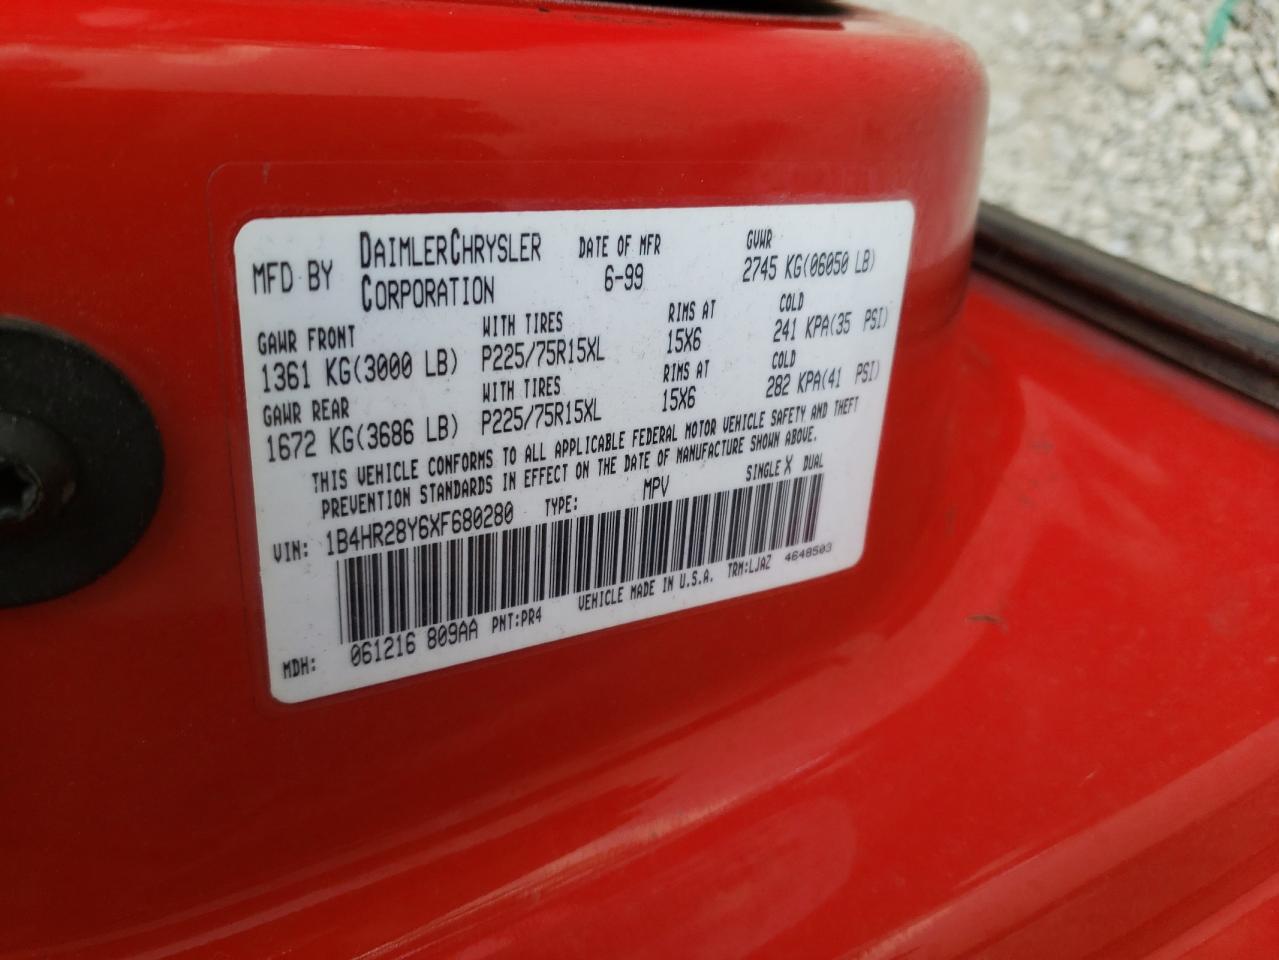 MFD BY DAIMLERCHRYSLER CORPORATION DATE OF MFR 6-99 GVWR 2745 KG(06050 LB)
GAWR FRONT WITH TIRES RIMS AT COLD
1361 KG(3000 LB) P225/75R15XL 15X6 241 KPA(35 PSI)
GAWR REAR WITH TIRES RIMS AT COLD
1672 KG(3686 LB) P225/75R15XL 15X6 282 KPA(41 PSI)
THIS VEHICLE CONFORMS TO ALL APPLICABLE FEDERAL MOTOR VEHICLE SAFETY AND THEFT
PREVENTION STANDARDS IN EFFECT ON THE DATE OF MANUFACTURE SHOWN ABOVE.
VIN: 1B4HR28Y6XF680280 TYPE: MPV SINGLE X DUAL
MDH: 061216 809AA PNT:PR4 VEHICLE MADE IN U.S.A. TRM:LJAZ 4648503